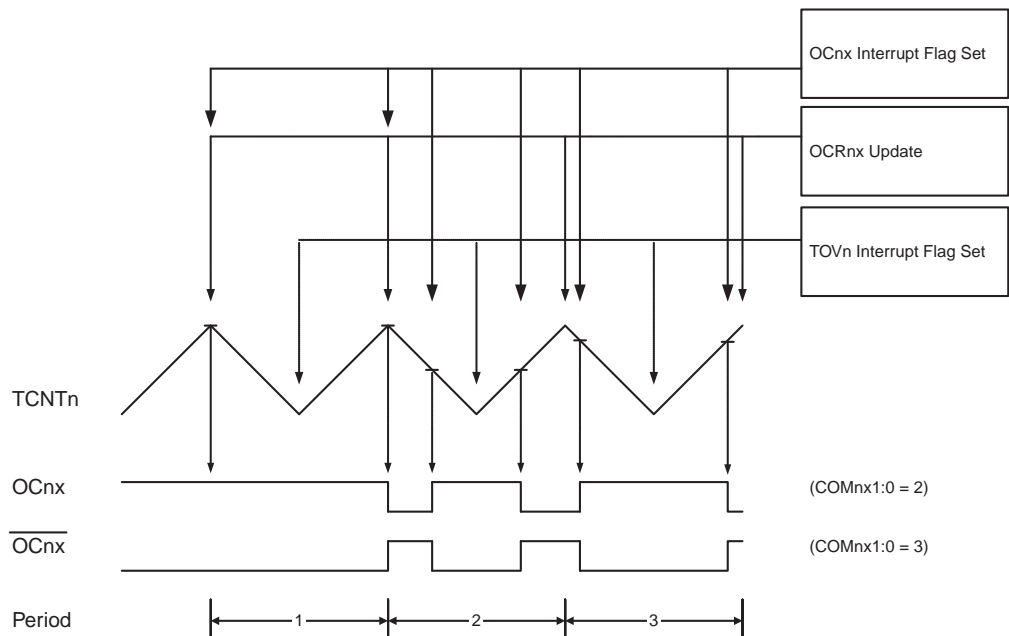 OCnx Interrupt Flag Set
OCRnx Update
TOVn Interrupt Flag Set
TCNTn
OCnx
(COMnx1:0 = 2)
OCnx
(COMnx1:0 = 3)
Period
1
2
3